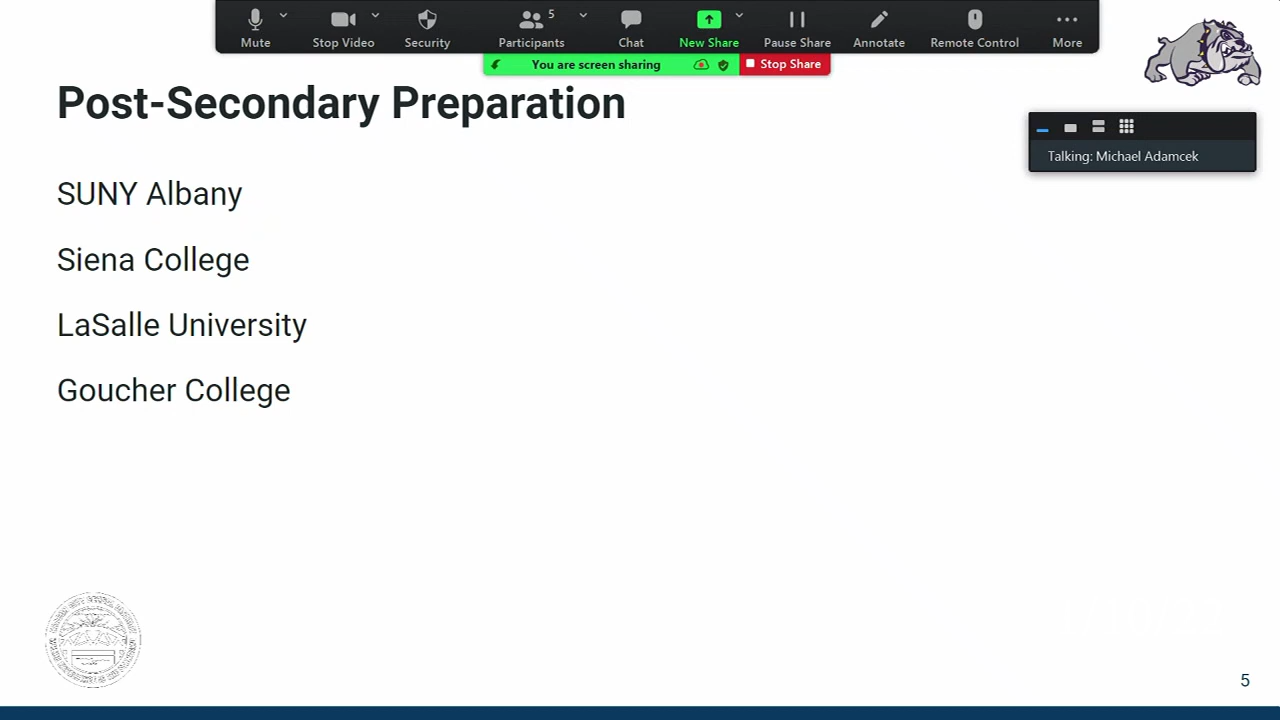 Mute
Stop Video
Security
Participants
5
Chat
New Share
Pause Share
Annotate
Remote Control
More
You are screen sharing
Stop Share
Post-Secondary Preparation
Talking: Michael Adamcek
SUNY Albany
Siena College
LaSalle University
Goucher College
5